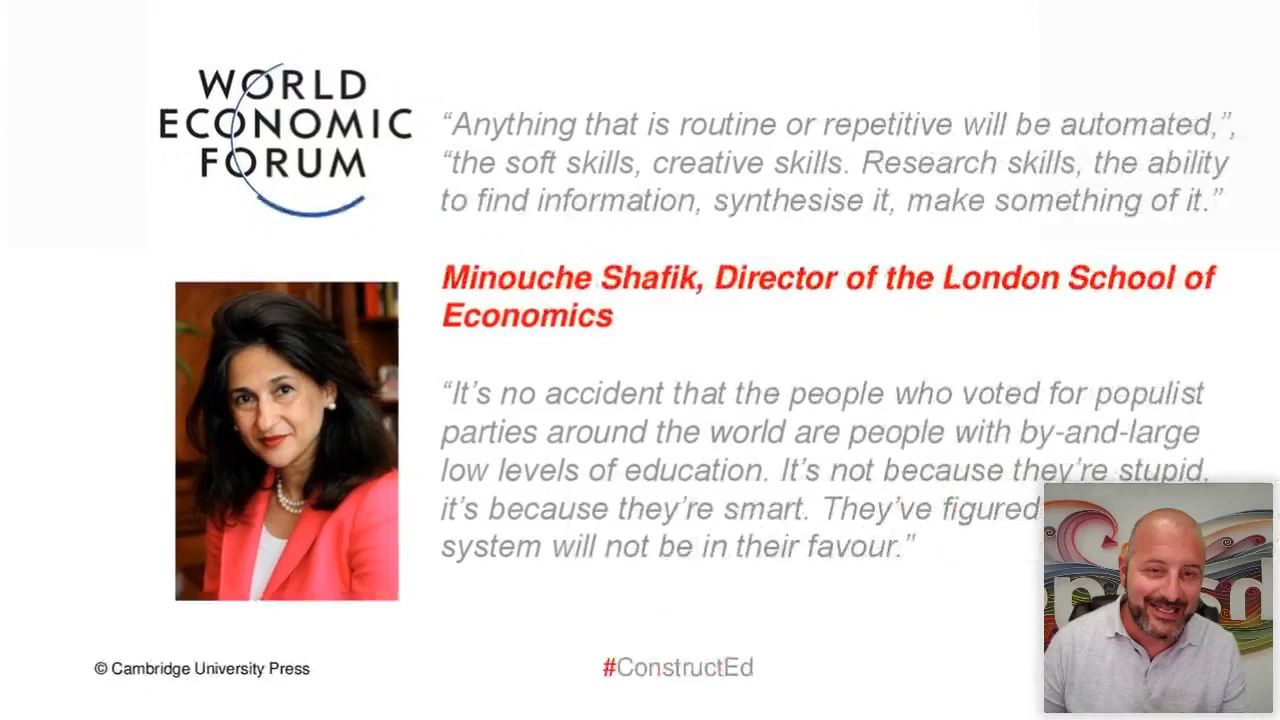 WORLD
ECONOMIC
FORUM
“Anything that is routine or repetitive will be automated,”,
“the soft skills, creative skills. Research skills, the ability
to find information, synthesise it, make something of it.”
Minouche Shafik, Director of the London School of
Economics
“It’s no accident that the people who voted for populist
parties around the world are people with by-and-large
low levels of education. It’s not because they’re stupid,
it’s because they’re smart. They’ve figured
system will not be in their favour.”
© Cambridge University Press
#ConstructEd